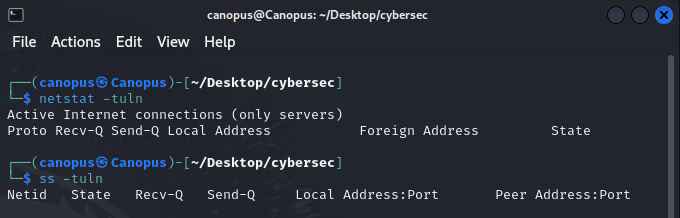 canopus@Canopus: ~/Desktop/cybersec
File Actions Edit View Help
┌──(canopus㉿Canopus)-[~/Desktop/cybersec]
└─$ netstat -tuln
Active Internet connections (only servers)
Proto Recv-Q Send-Q Local Address           Foreign Address         State
┌──(canopus㉿Canopus)-[~/Desktop/cybersec]
└─$ ss -tuln
Netid   State   Recv-Q   Send-Q     Local Address:Port       Peer Address:Port